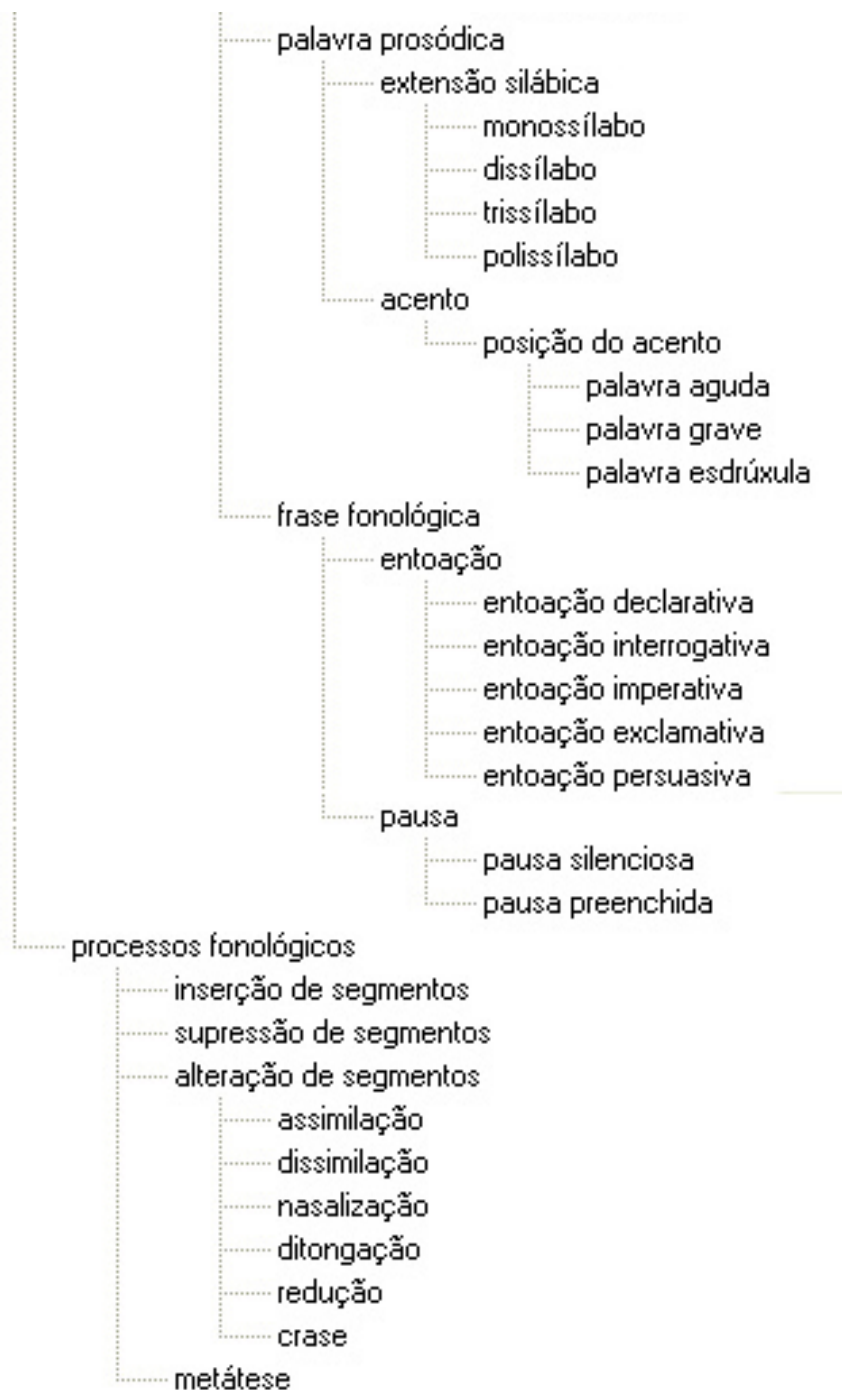 palavra prosódica
extensão silábica
monossílabo
dissílabo
trissílabo
polissílabo
acento
posição do acento
palavra aguda
palavra grave
palavra esdrúxula
frase fonológica
entoação
entoação declarativa
entoação interrogativa
entoação imperativa
entoação exclamativa
entoação persuasiva
pausa
pausa silenciosa
pausa preenchida
processos fonológicos
inserção de segmentos
supressão de segmentos
alteração de segmentos
assimilação
dissimilação
nasalização
ditongação
redução
crase
metátese